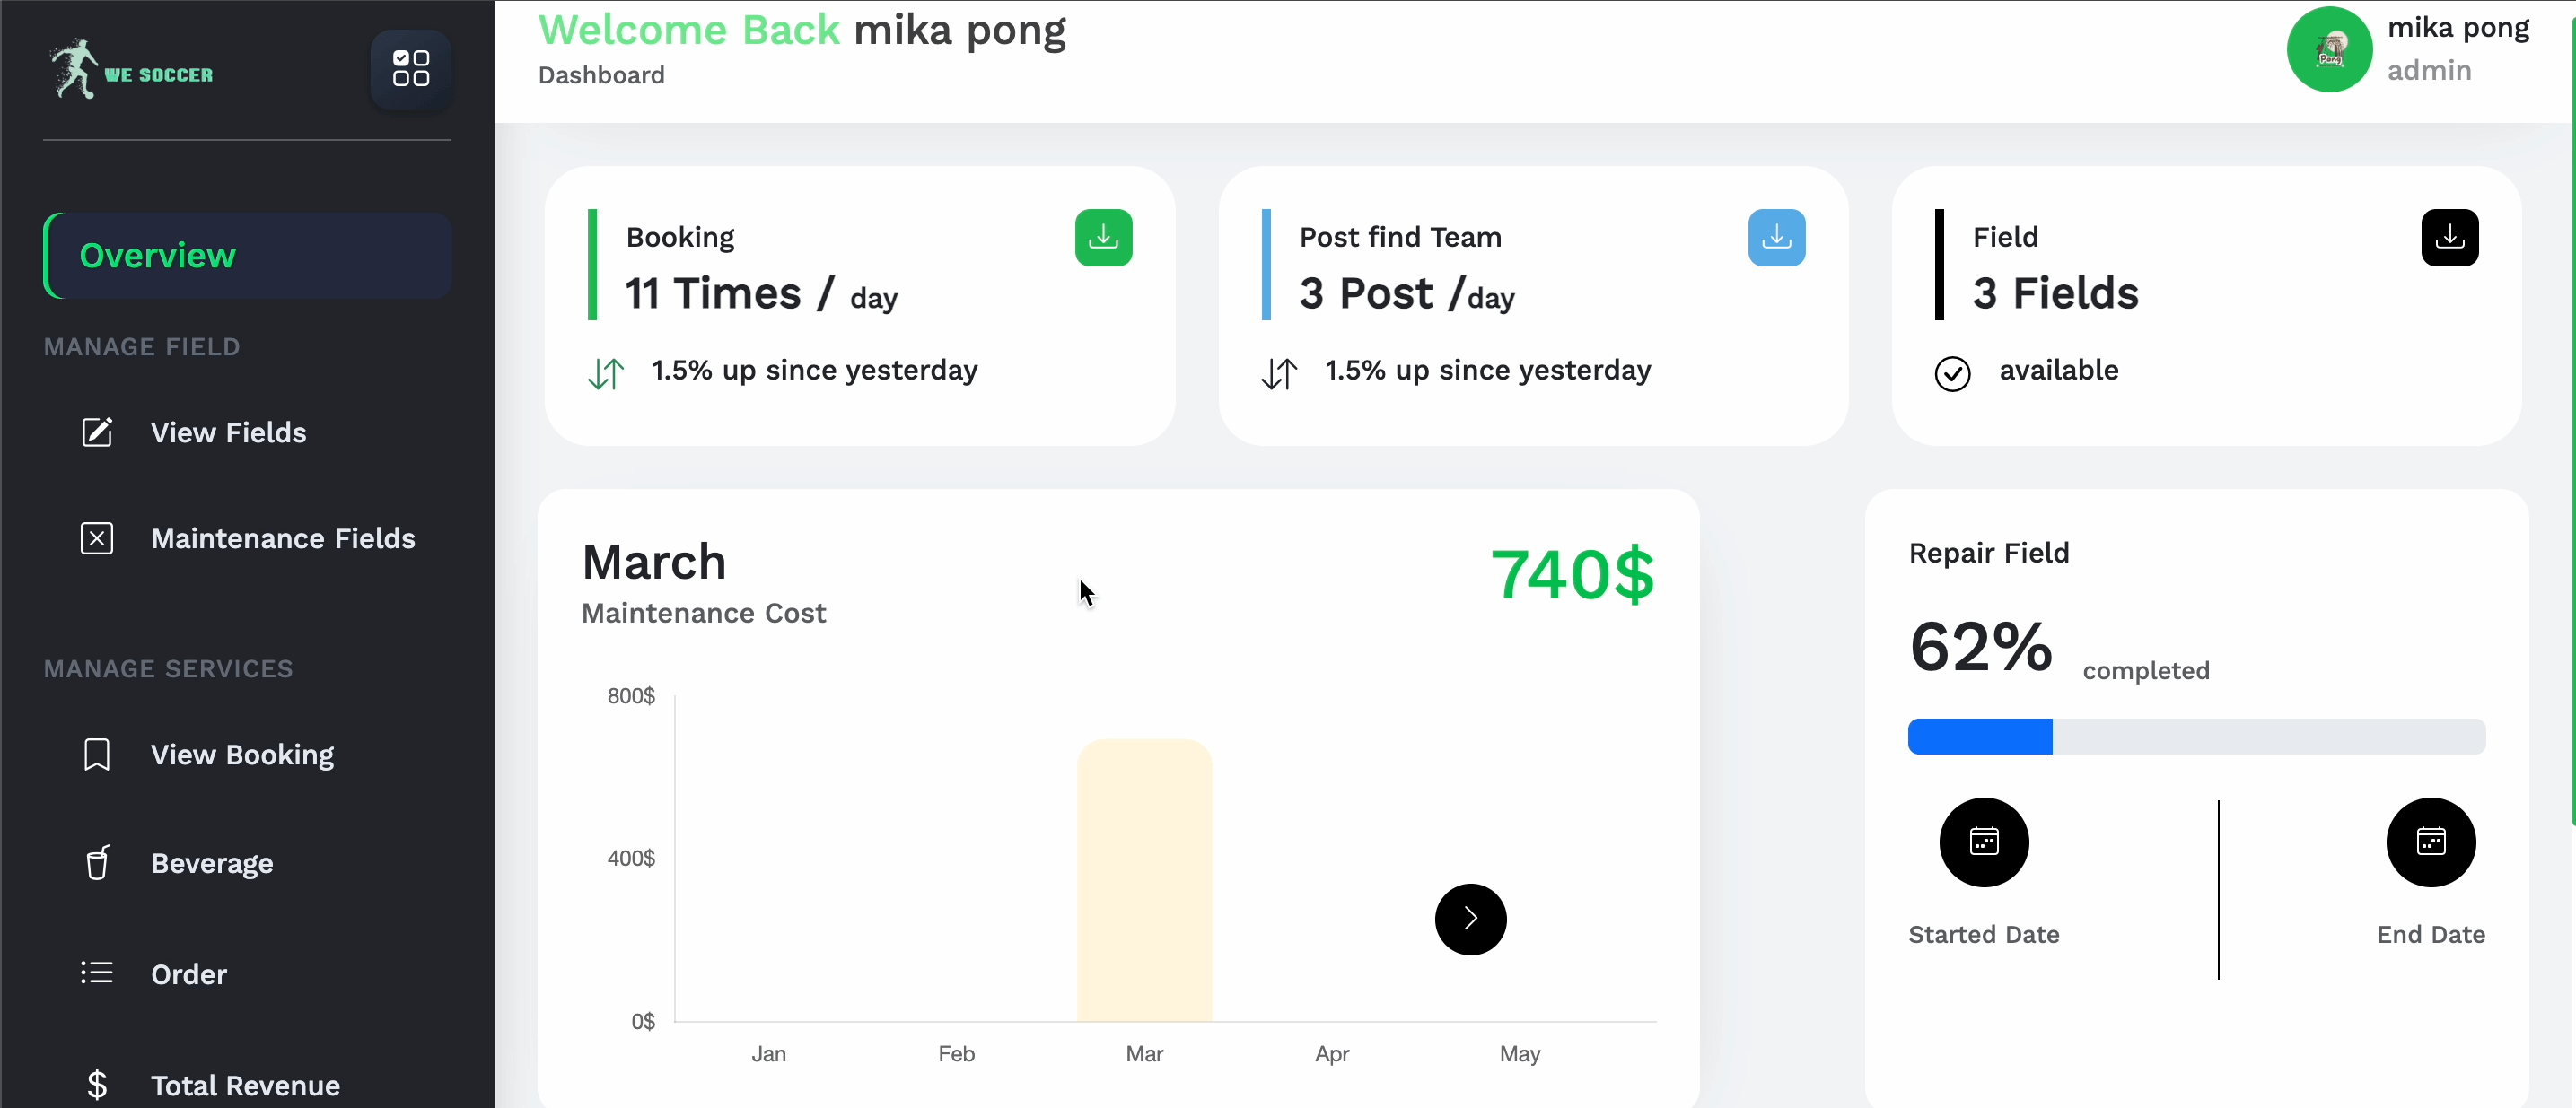 WE SOCCER
Overview
MANAGE FIELD
View Fields
Maintenance Fields
MANAGE SERVICES
View Booking
Beverage
Order
Total Revenue
Welcome Back mika pong
Dashboard
mika pong
admin
Pang
Booking
11 Times / day
1.5% up since yesterday
Post find Team
3 Post /day
1.5% up since yesterday
Field
3 Fields
available
March
740$
Maintenance Cost
800$
400$
0$
Jan
Feb
Mar
Apr
May
Repair Field
62% completed
Started Date
End Date